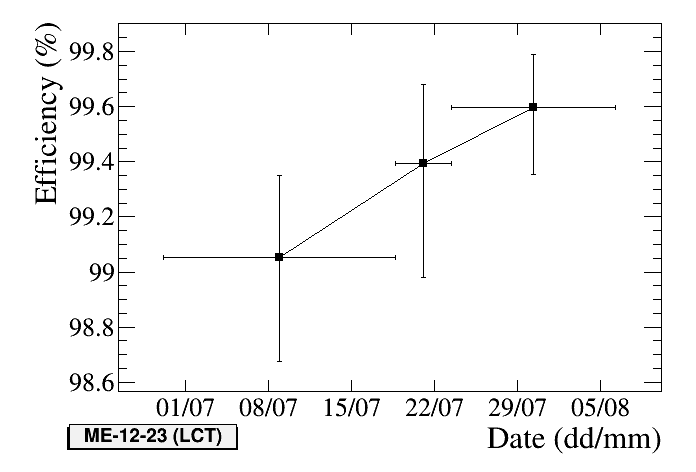 Efficiency (%)
99.8
99.6
99.4
99.2
99
98.8
98.6
01/07 08/07 15/07 22/07 29/07 05/08
ME-12-23 (LCT)
Date (dd/mm)